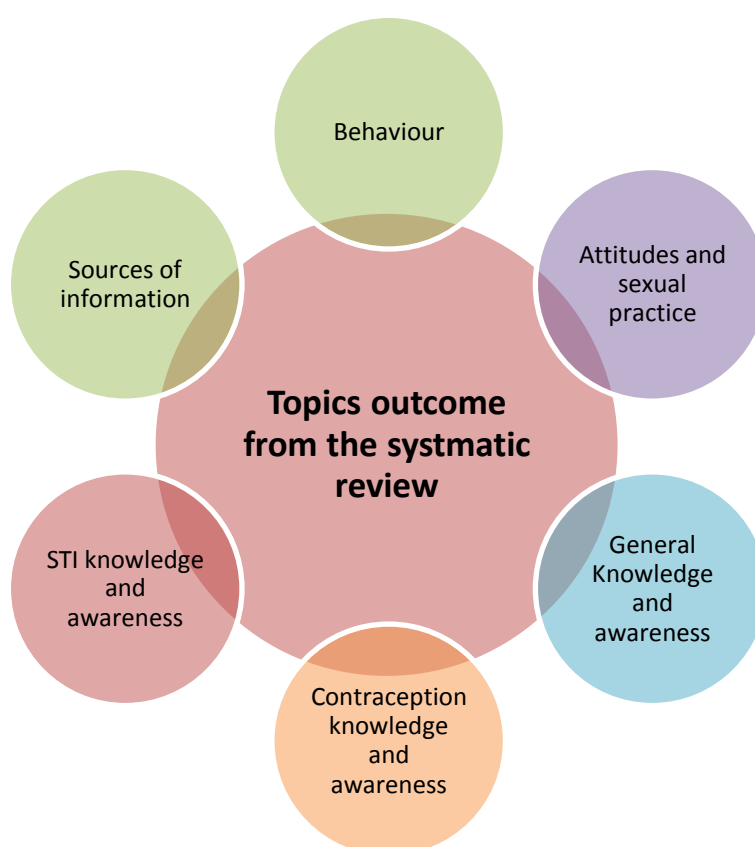 Behaviour
Attitudes and
sexual
practice
Sources of
information
Topics outcome
from the systmatic
review
General
Knowledge
and
awareness
STI knowledge
and
awareness
Contraception
knowledge
and
awareness